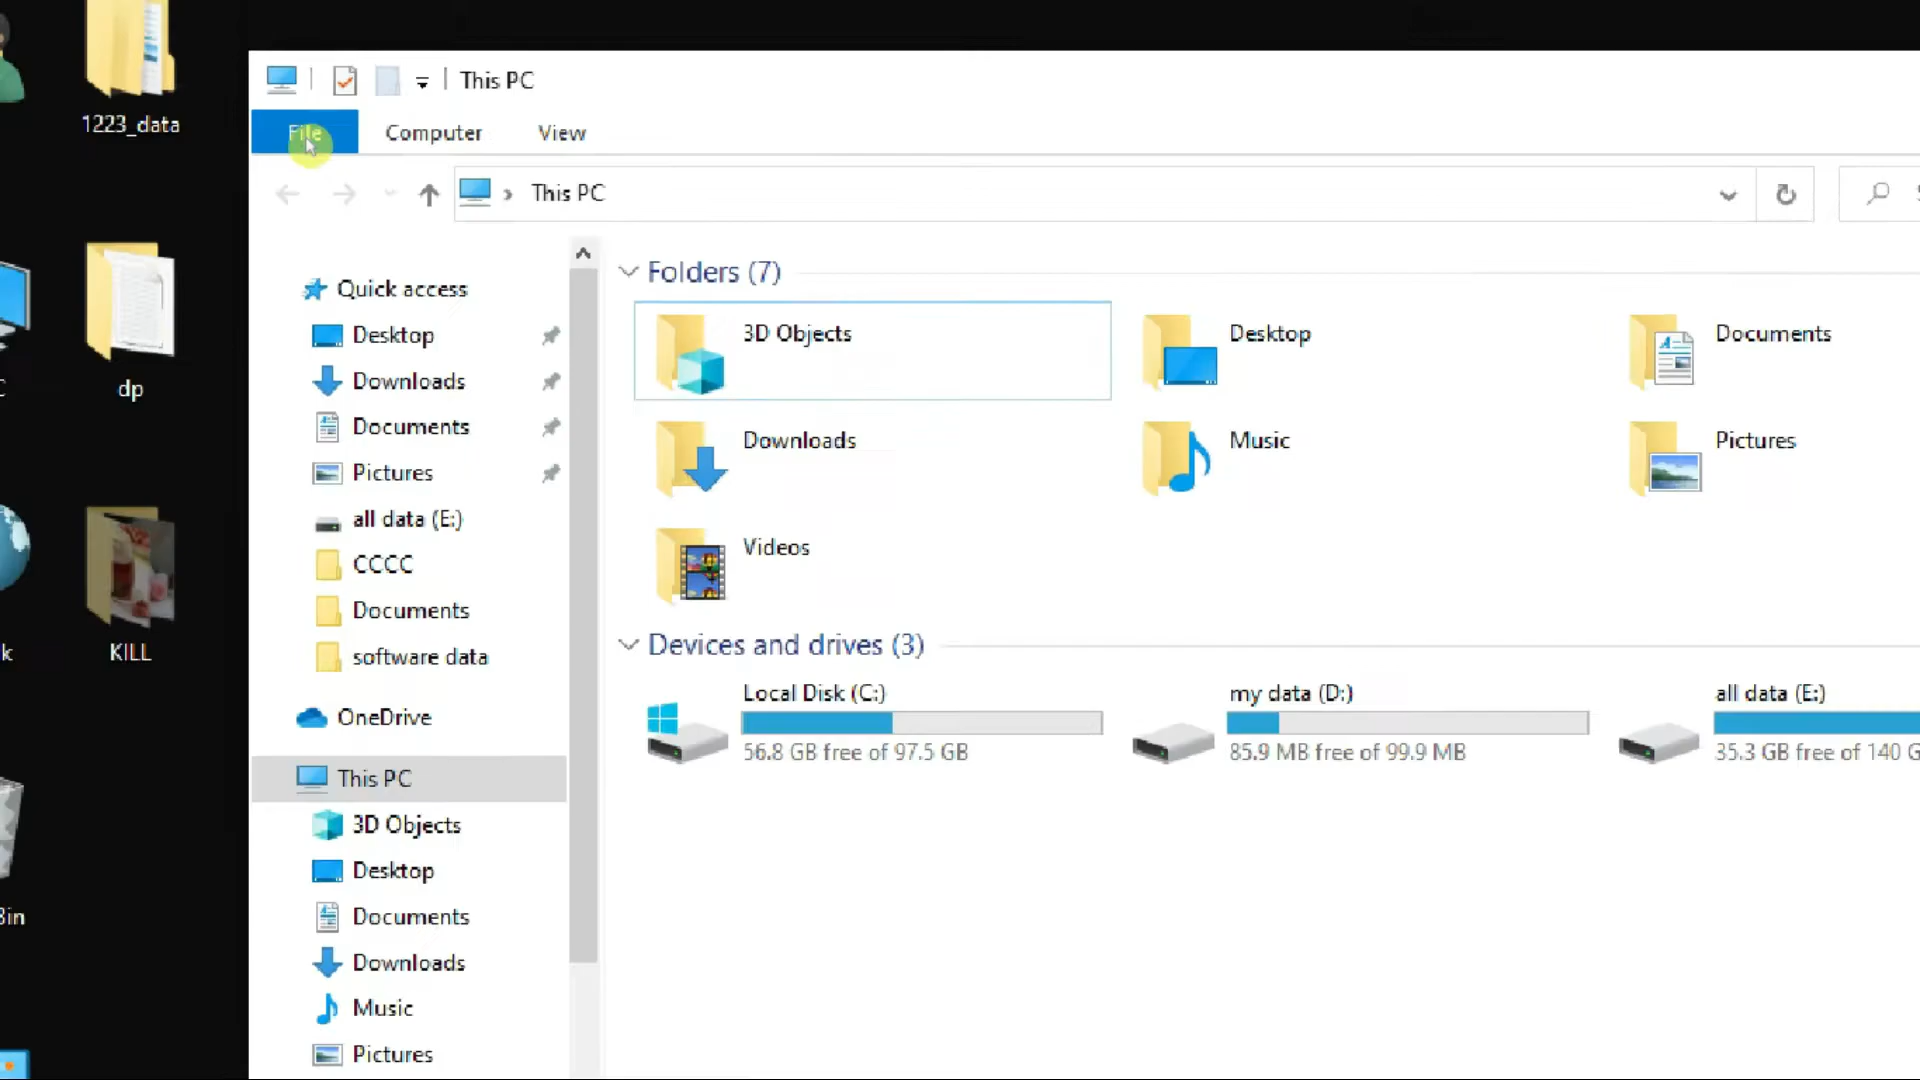 1223_data
dp
KILL
k
Bin
This PC
File
Computer
View
This PC
Quick access
Desktop
Downloads
Documents
Pictures
all data (E:)
CCCC
Documents
software data
OneDrive
This PC
3D Objects
Desktop
Documents
Downloads
Music
Pictures
Folders (7)
3D Objects
Desktop
Documents
Downloads
Music
Pictures
Videos
Devices and drives (3)
Local Disk (C:)
56.8 GB free of 97.5 GB
my data (D:)
85.9 MB free of 99.9 MB
all data (E:)
35.3 GB free of 140 G